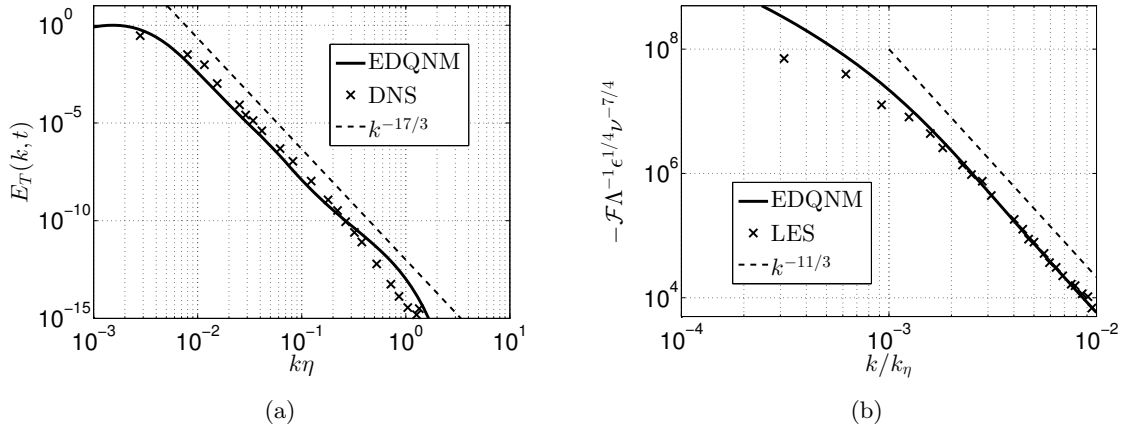 10^0
10^{-5}
10^{-10}
10^{-15}
E_T(k, t)
EDQNM
× DNS
k^{-17/3}
10^{-3} 10^{-2} 10^{-1} 10^0 10^1
kη
(a)
10^8
10^6
10^4
−ℱΛ^{-1}ϵ^{1/4}ν^{-7/4}
EDQNM
× LES
k^{-11/3}
10^{-4} 10^{-3} 10^{-2}
k/k_η
(b)